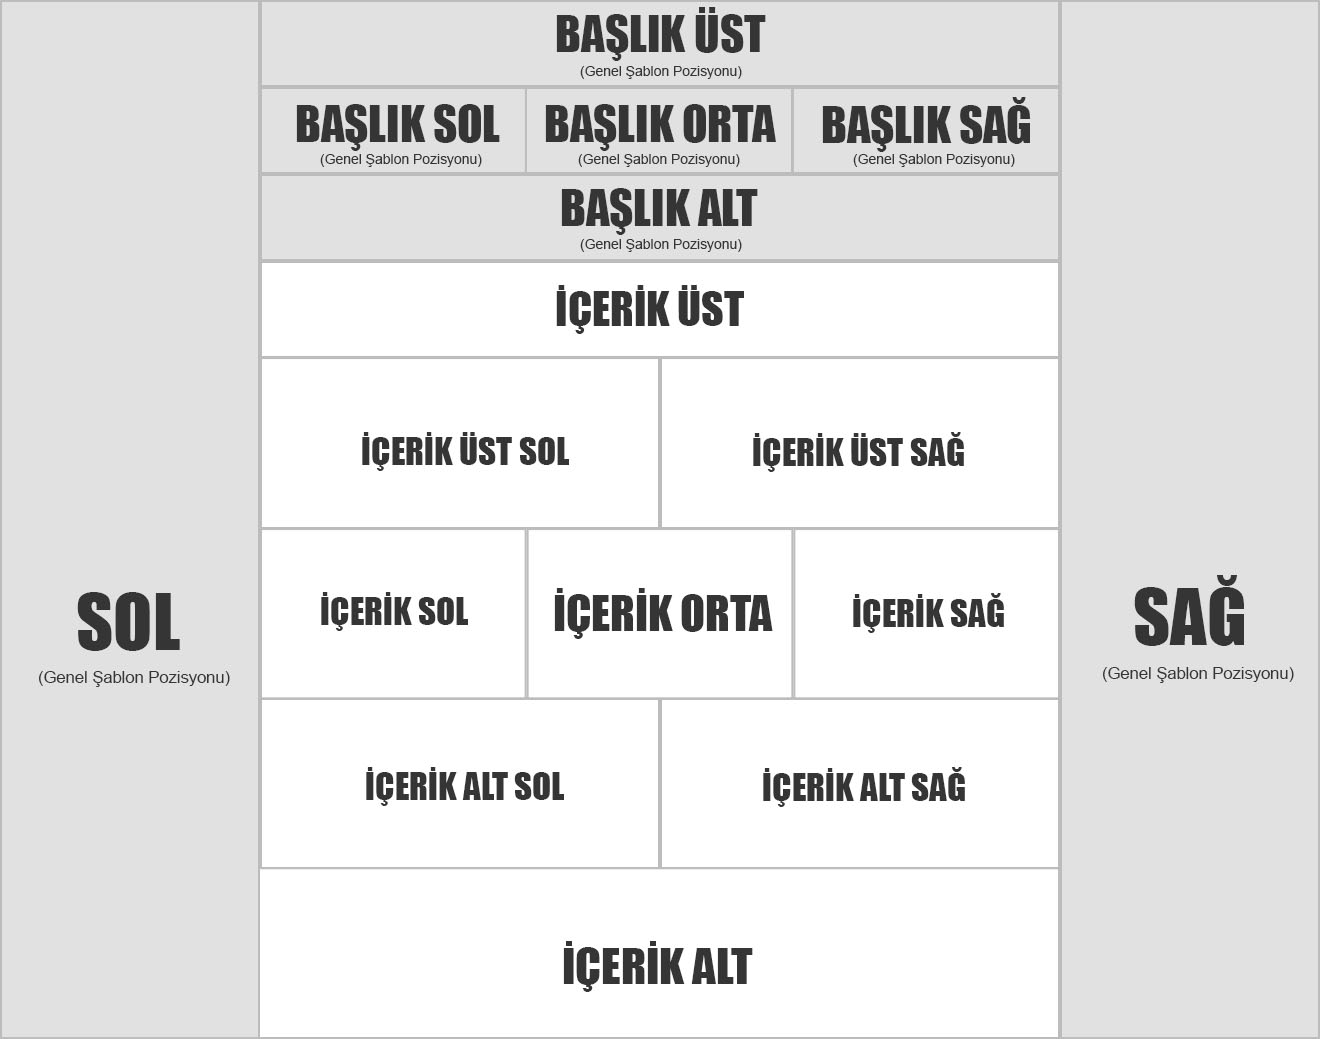 BAŞLIK ÜST
(Genel Şablon Pozisyonu)
BAŞLIK SOL
(Genel Şablon Pozisyonu)
BAŞLIK ORTA
(Genel Şablon Pozisyonu)
BAŞLIK SAĞ
(Genel Şablon Pozisyonu)
BAŞLIK ALT
(Genel Şablon Pozisyonu)
İÇERİK ÜST
İÇERİK ÜST SOL
İÇERİK ÜST SAĞ
SOL
(Genel Şablon Pozisyonu)
İÇERİK SOL
İÇERİK ORTA
İÇERİK SAĞ
SAĞ
(Genel Şablon Pozisyonu)
İÇERİK ALT SOL
İÇERİK ALT SAĞ
İÇERİK ALT